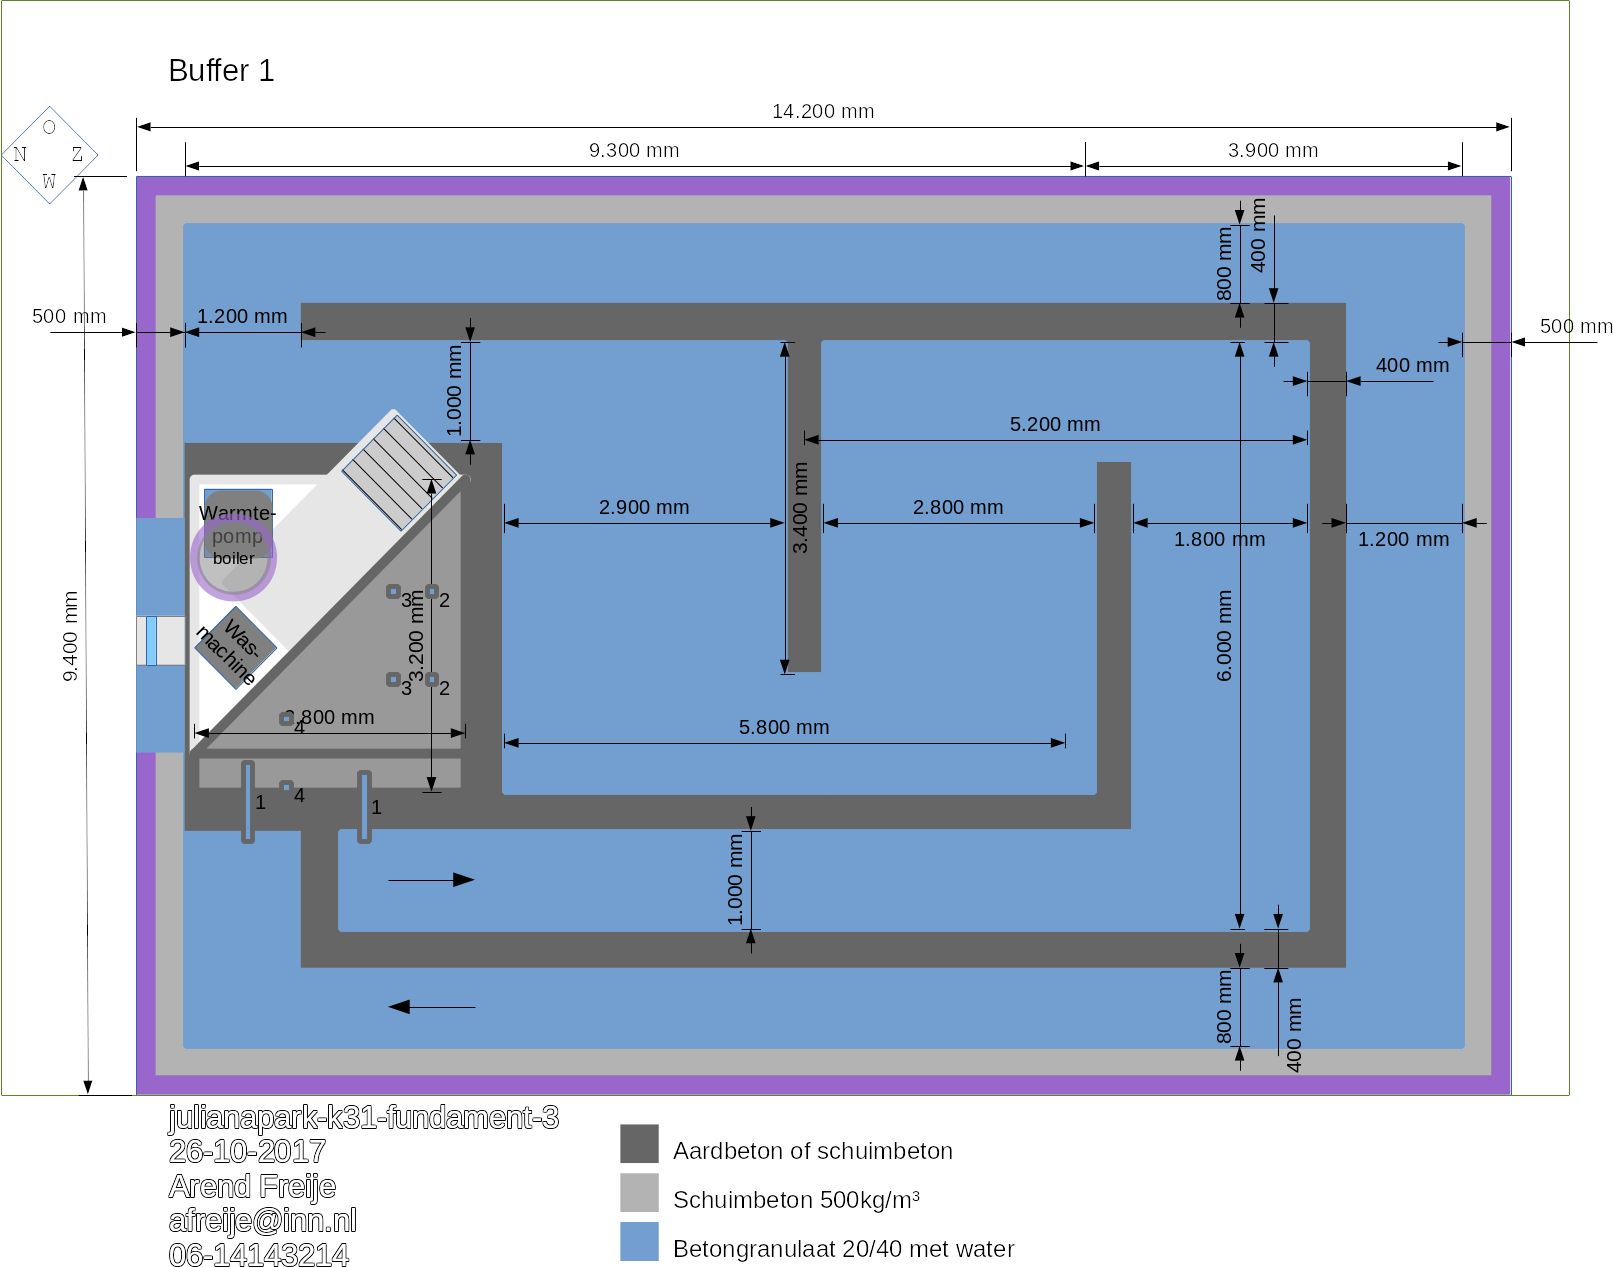 Buffer 1
14.200 mm
9.300 mm
3.900 mm
O
N Z
W
800 mm
400 mm
500 mm
1.200 mm
500 mm
1.000 mm
400 mm
5.200 mm
2.900 mm
3.400 mm
2.800 mm
1.800 mm
1.200 mm
Warmte-
pomp
boiler
Was-
machine
3
2
3.200 mm
3
2
9.400 mm
6.000 mm
.800 mm
4
5.800 mm
4
1
1
1.000 mm
800 mm
400 mm
julianapark-k31-fundament-3
26-10-2017
Arend Freije
afreije@inn.nl
06-14143214
Aardbeton of schuimbeton
Schuimbeton 500kg/m³
Betongranulaat 20/40 met water